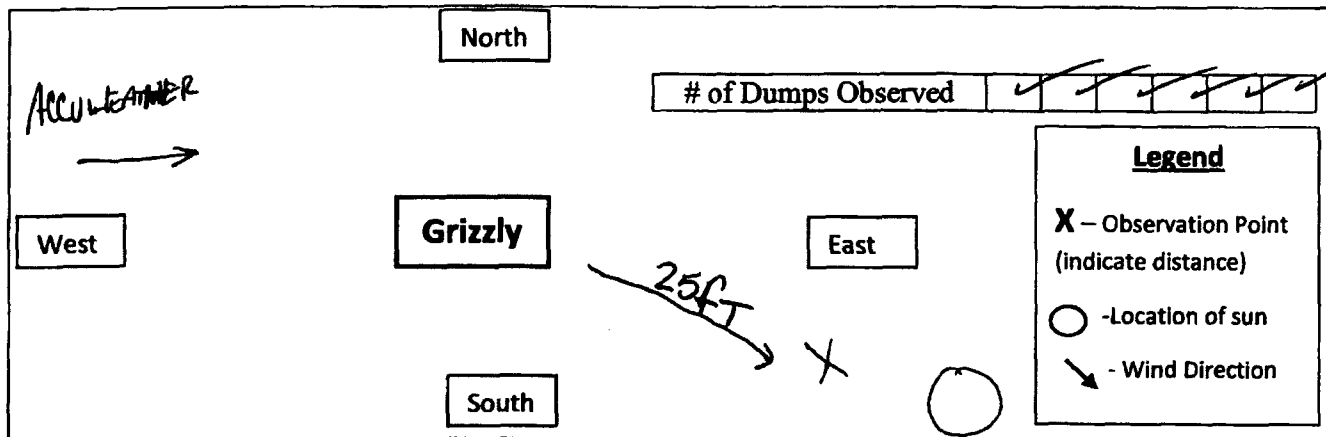 North
ACCUWEATHER
# of Dumps Observed ✓ ✓ ✓ ✓ ✓ ✓
Legend
X – Observation Point
(indicate distance)
-Location of sun
- Wind Direction
West
Grizzly
East
25fT
X
South